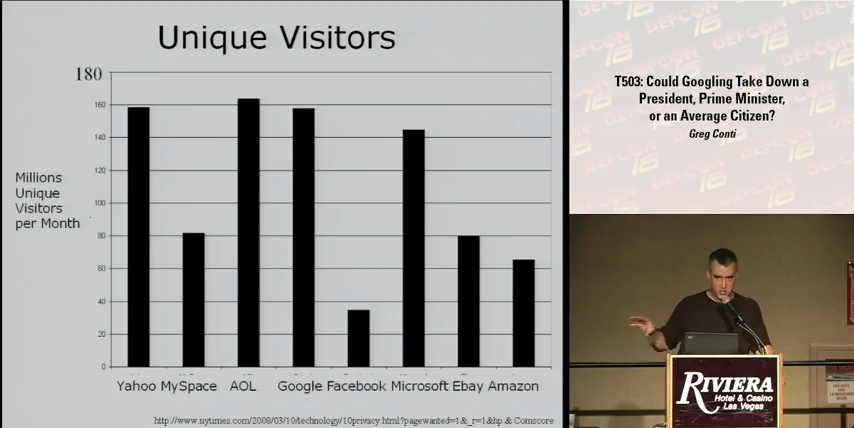 Unique Visitors
180
160
140
120
100
80
60
40
20
0
Millions
Unique
Visitors
per Month
Yahoo MySpace AOL Google Facebook Microsoft Ebay Amazon
http://www.nytimes.com/2008/03/10/technology/10privacy.html?pagewanted=1&_r=1&hp & Comscore
DEFCON 16
T503: Could Googling Take Down a
President, Prime Minister,
or an Average Citizen?
Greg Conti
RIVIERA
Hotel & Casino
Las Vegas